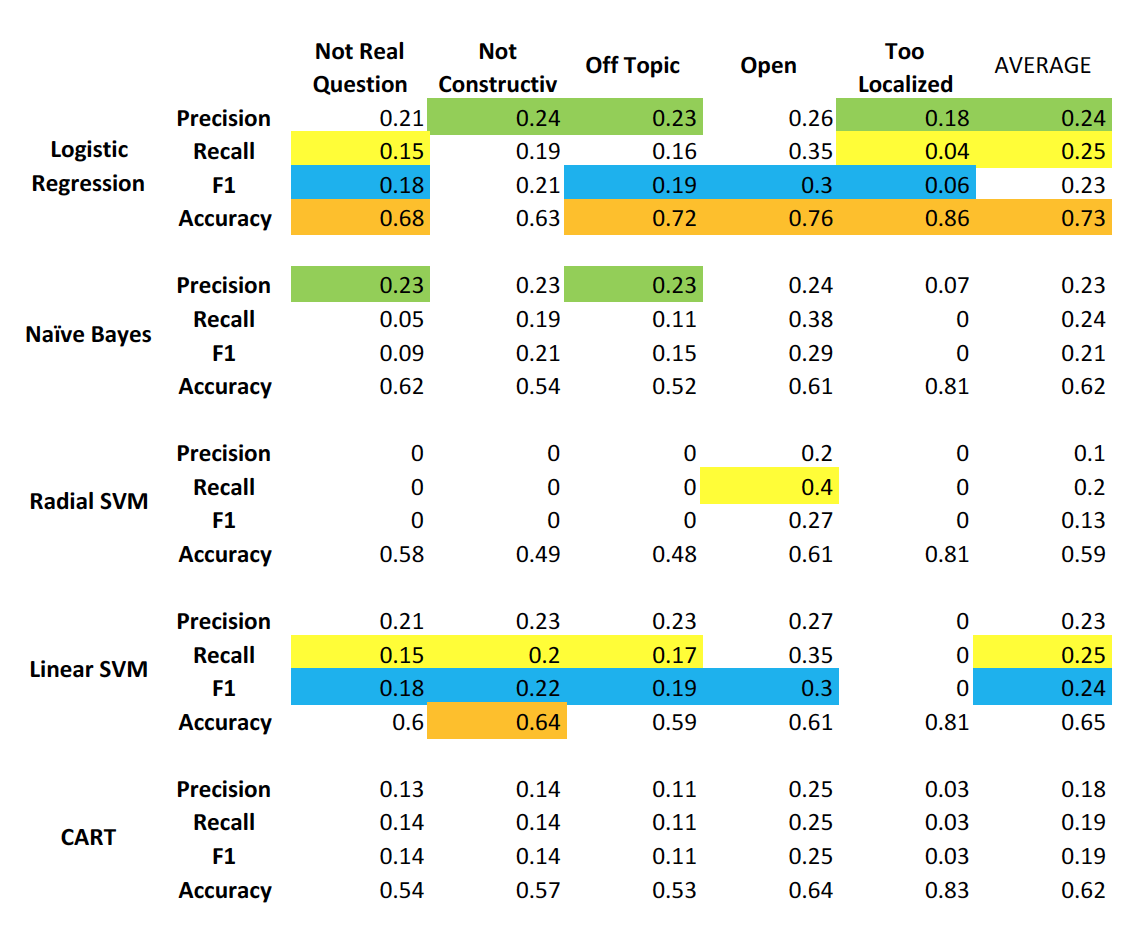 Not Real Question Not Constructiv Off Topic Open Too Localized AVERAGE
Logistic Regression
Precision 0.21 0.24 0.23 0.26 0.18 0.24
Recall 0.15 0.19 0.16 0.35 0.04 0.25
F1 0.18 0.21 0.19 0.3 0.06 0.23
Accuracy 0.68 0.63 0.72 0.76 0.86 0.73
Naïve Bayes
Precision 0.23 0.23 0.23 0.24 0.07 0.23
Recall 0.05 0.19 0.11 0.38 0 0.24
F1 0.09 0.21 0.15 0.29 0 0.21
Accuracy 0.62 0.54 0.52 0.61 0.81 0.62
Radial SVM
Precision 0 0 0 0.2 0 0.1
Recall 0 0 0 0.4 0 0.2
F1 0 0 0 0.27 0 0.13
Accuracy 0.58 0.49 0.48 0.61 0.81 0.59
Linear SVM
Precision 0.21 0.23 0.23 0.27 0 0.23
Recall 0.15 0.2 0.17 0.35 0 0.25
F1 0.18 0.22 0.19 0.3 0 0.24
Accuracy 0.6 0.64 0.59 0.61 0.81 0.65
CART
Precision 0.13 0.14 0.11 0.25 0.03 0.18
Recall 0.14 0.14 0.11 0.25 0.03 0.19
F1 0.14 0.14 0.11 0.25 0.03 0.19
Accuracy 0.54 0.57 0.53 0.64 0.83 0.62